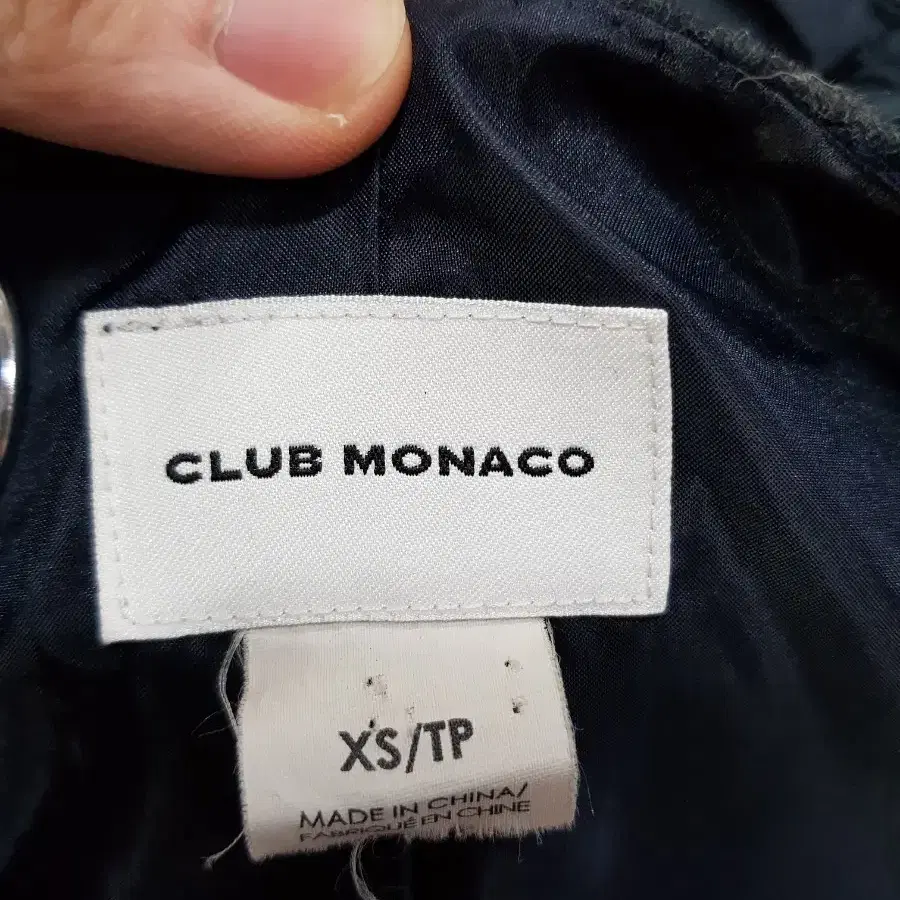 CLUB MONACO
XS/TP
MADE IN CHINA/
FABRIQUÉ EN CHINE